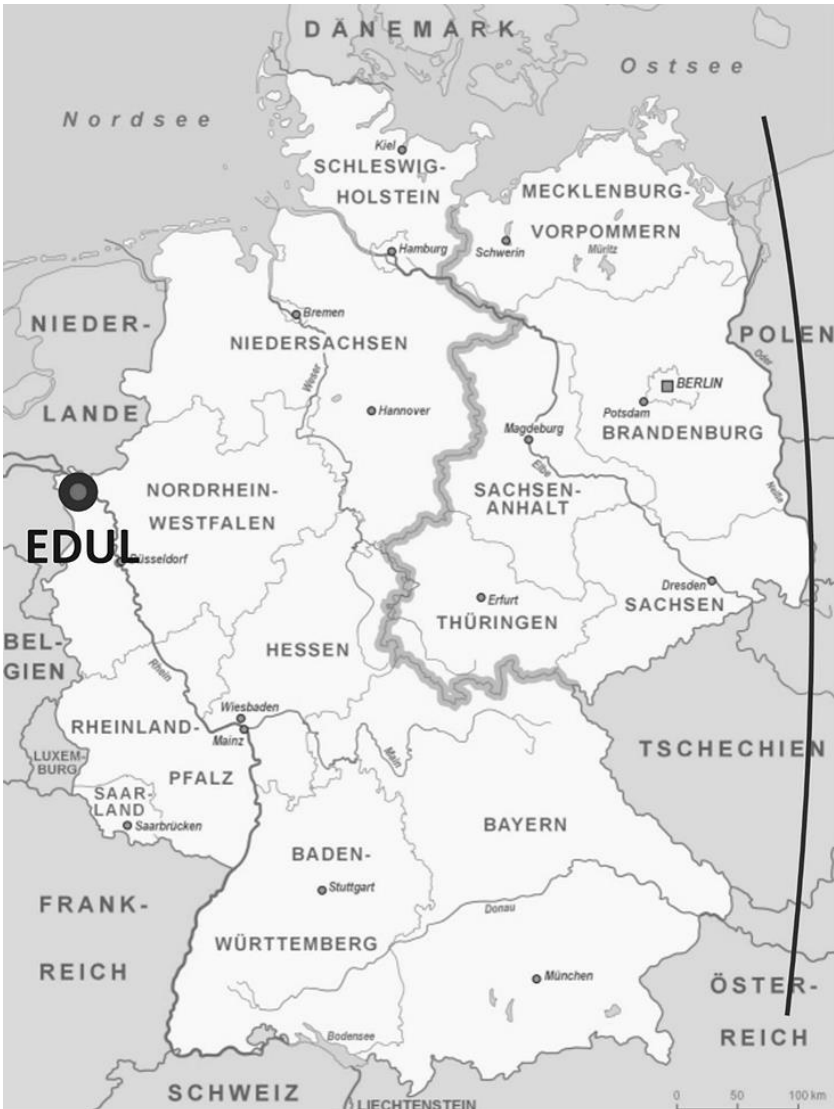 DÄNEMARK
Ostsee
Nordsee
Kiel
SCHLESWIG-
HOLSTEIN
MECKLENBURG-
VORPOMMERN
Müritz
Schwerin
Hamburg
NIEDER-
LANDE
Bremen
NIEDERSACHSEN
Weser
Hannover
POLEN
Oder
BERLIN
Potsdam
BRANDENBURG
Magdeburg
Elbe
SACHSEN-
ANHALT
Neiße
NORDRHEIN-
WESTFALEN
EDUL
Düsseldorf
Dresden
SACHSEN
Erfurt
THÜRINGEN
BEL-
GIEN
HESSEN
Rhein
Wiesbaden
Mainz
RHEINLAND-
PFALZ
Main
LUXEM-
BURG
TSCHECHIEN
SAAR-
LAND
Saarbrücken
BAYERN
BADEN-
WÜRTTEMBERG
Stuttgart
Donau
FRANK-
REICH
München
ÖSTER-
REICH
Bodensee
SCHWEIZ
LIECHTENSTEIN
0 50 100 km